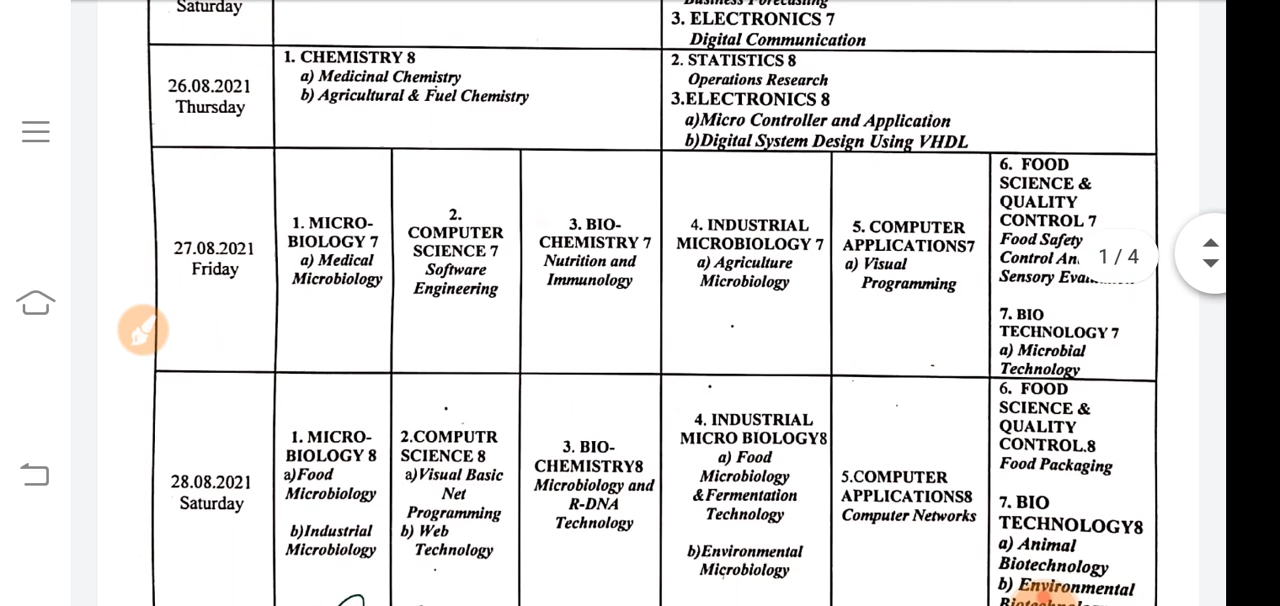 Saturday
Business Forecasting
3. ELECTRONICS 7
Digital Communication
26.08.2021
Thursday
1. CHEMISTRY 8
a) Medicinal Chemistry
b) Agricultural & Fuel Chemistry
2. STATISTICS 8
Operations Research
3.ELECTRONICS 8
a)Micro Controller and Application
b)Digital System Design Using VHDL
27.08.2021
Friday
1. MICRO-
BIOLOGY 7
a) Medical
Microbiology
2.
COMPUTER
SCIENCE 7
Software
Engineering
3. BIO-
CHEMISTRY 7
Nutrition and
Immunology
4. INDUSTRIAL
MICROBIOLOGY 7
a) Agriculture
Microbiology
5. COMPUTER
APPLICATIONS7
a) Visual
Programming
6. FOOD
SCIENCE &
QUALITY
CONTROL 7
Food Safety
Control
Sensory
1 / 4
7. BIO
TECHNOLOGY 7
a) Microbial
Technology
28.08.2021
Saturday
1. MICRO-
BIOLOGY 8
a)Food
Microbiology
b)Industrial
Microbiology
2.COMPUTR
SCIENCE 8
a)Visual Basic
Net
Programming
b) Web
Technology
3. BIO-
CHEMISTRY8
Microbiology and
R-DNA
Technology
4. INDUSTRIAL
MICRO BIOLOGY8
a) Food
Microbiology
&Fermentation
Technology
b)Environmental
Microbiology
5.COMPUTER
APPLICATIONS8
Computer Networks
6. FOOD
SCIENCE &
QUALITY
CONTROL.8
Food Packaging
7. BIO
TECHNOLOGY8
a) Animal
Biotechnology
b) Environmental